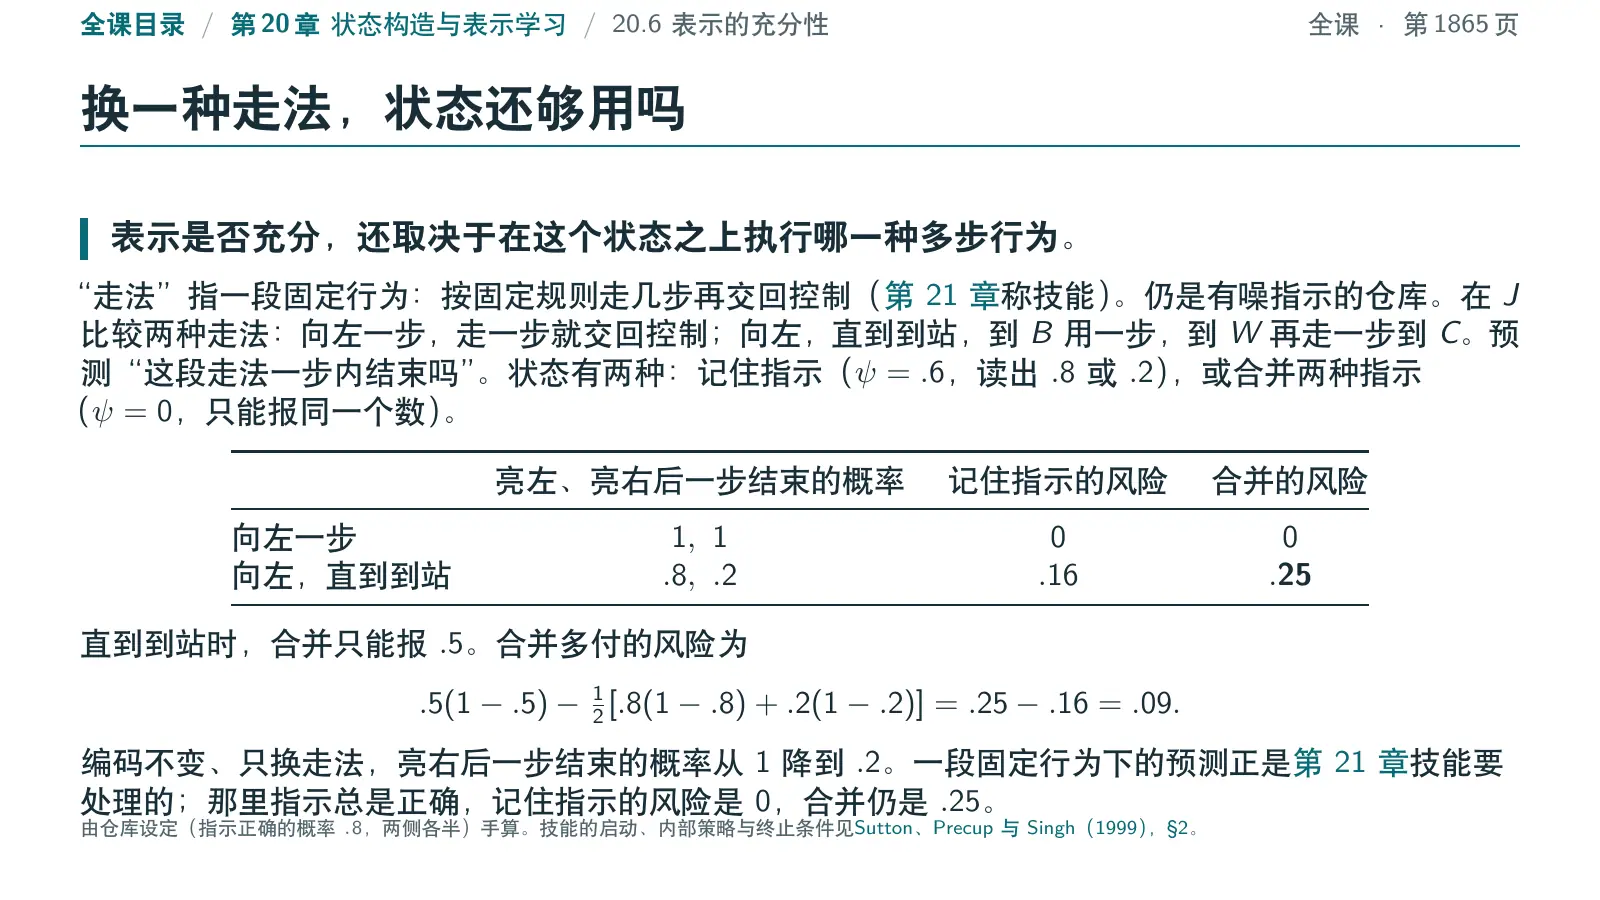 全课目录 / 第 20 章 状态构造与表示学习 / 20.6 表示的充分性
全课 · 第 1865 页
换一种走法，状态还够用吗
表示是否充分，还取决于在这个状态之上执行哪一种多步行为。
“走法”指一段固定行为：按固定规则走几步再交回控制（第 21 章称技能）。仍是有噪指示的仓库。在 J
比较两种走法：向左一步，走一步就交回控制；向左，直到到站，到 B 用一步，到 W 再走一步到 C。预
测“这段走法一步内结束吗”。状态有两种：记住指示（ψ = .6，读出 .8 或 .2），或合并两种指示
（ψ = 0，只能报同一个数）。
亮左、亮右后一步结束的概率 记住指示的风险 合并的风险
向左一步 1, 1 0 0
向左，直到到站 .8, .2 .16 .25
直到到站时，合并只能报 .5。合并多付的风险为
.5(1 − .5) − 1/2[.8(1 − .8) + .2(1 − .2)] = .25 − .16 = .09.
编码不变、只换走法，亮右后一步结束的概率从 1 降到 .2。一段固定行为下的预测正是第 21 章技能要
处理的；那里指示总是正确，记住指示的风险是 0，合并仍是 .25。
由仓库设定（指示正确的概率 .8，两侧各半）手算。技能的启动、内部策略与终止条件见Sutton、Precup 与 Singh（1999），§2。